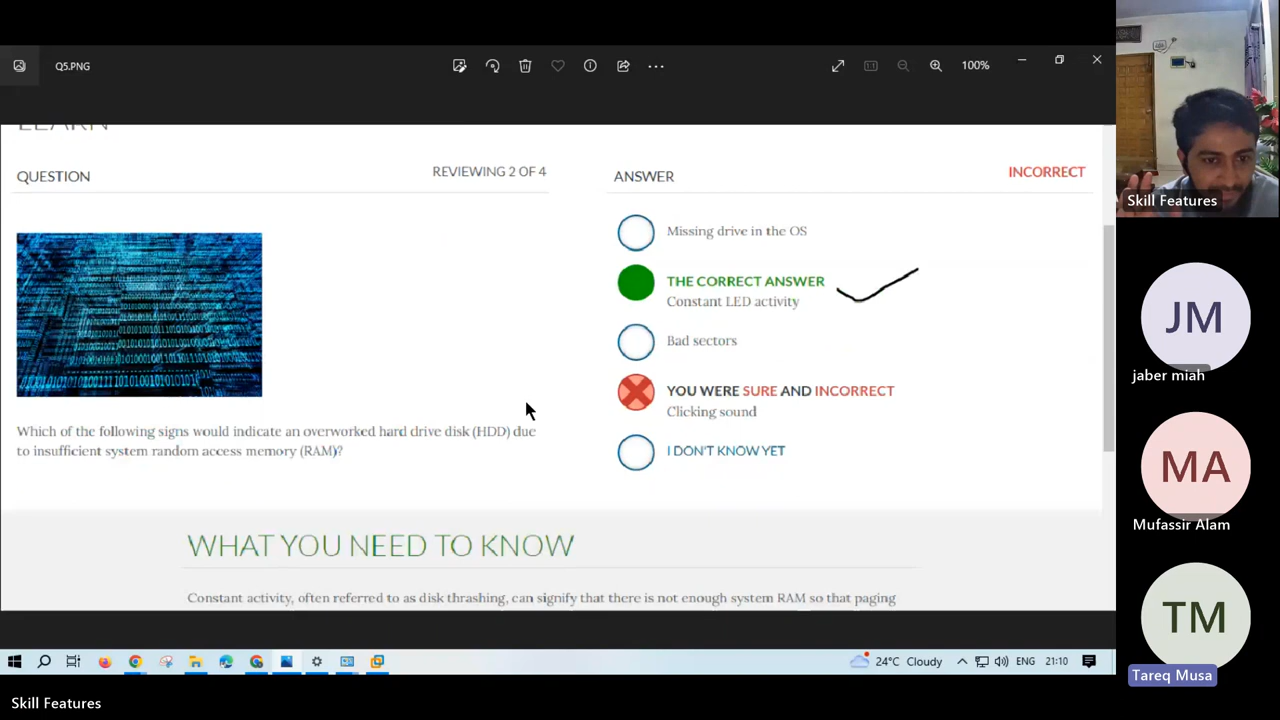 Q5.PNG
100%
LEARN
QUESTION
REVIEWING 2 OF 4
Which of the following signs would indicate an overworked hard drive disk (HDD) due
to insufficient system random access memory (RAM)?
ANSWER
INCORRECT
Missing drive in the OS
THE CORRECT ANSWER
Constant LED activity
Bad sectors
YOU WERE SURE AND INCORRECT
Clicking sound
I DON'T KNOW YET
WHAT YOU NEED TO KNOW
Constant activity, often referred to as disk thrashing, can signify that there is not enough system RAM so that paging
24°C Cloudy
ENG
21:10
Skill Features
Skill Features
JM
jaber miah
MA
Mufassir Alam
TM
Tareq Musa